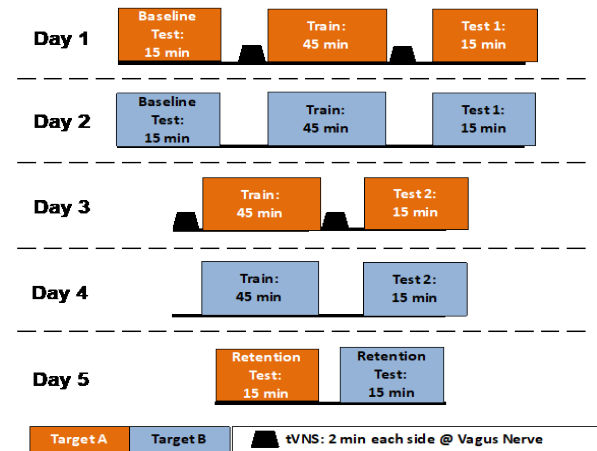 Day 1
Baseline
Test:
15 min
Train:
45 min
Test 1:
15 min
Day 2
Baseline
Test:
15 min
Train:
45 min
Test 1:
15 min
Day 3
Train:
45 min
Test 2:
15 min
Day 4
Train:
45 min
Test 2:
15 min
Day 5
Retention
Test:
15 min
Retention
Test:
15 min
Target A
Target B
tVNS: 2 min each side @ Vagus Nerve